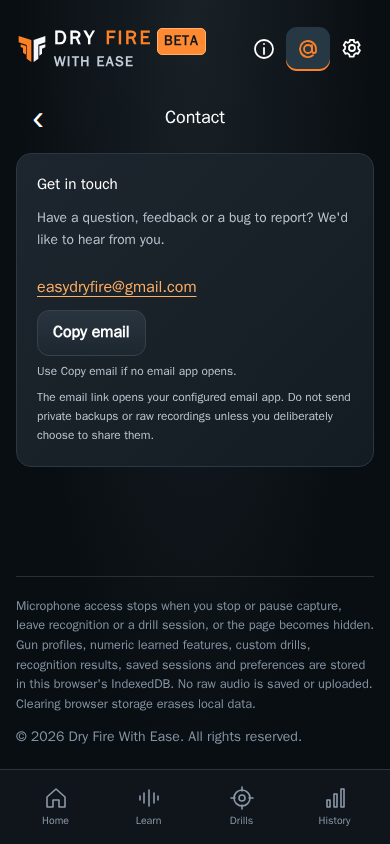 DRY FIRE BETA
WITH EASE
@
‹ Contact
Get in touch
Have a question, feedback or a bug to report? We'd
like to hear from you.
easydryfire@gmail.com
Copy email
Use Copy email if no email app opens.
The email link opens your configured email app. Do not send
private backups or raw recordings unless you deliberately
choose to share them.
Microphone access stops when you stop or pause capture,
leave recognition or a drill session, or the page becomes hidden.
Gun profiles, numeric learned features, custom drills,
recognition results, saved sessions and preferences are stored
in this browser's IndexedDB. No raw audio is saved or uploaded.
Clearing browser storage erases local data.
© 2026 Dry Fire With Ease. All rights reserved.
Home Learn Drills History